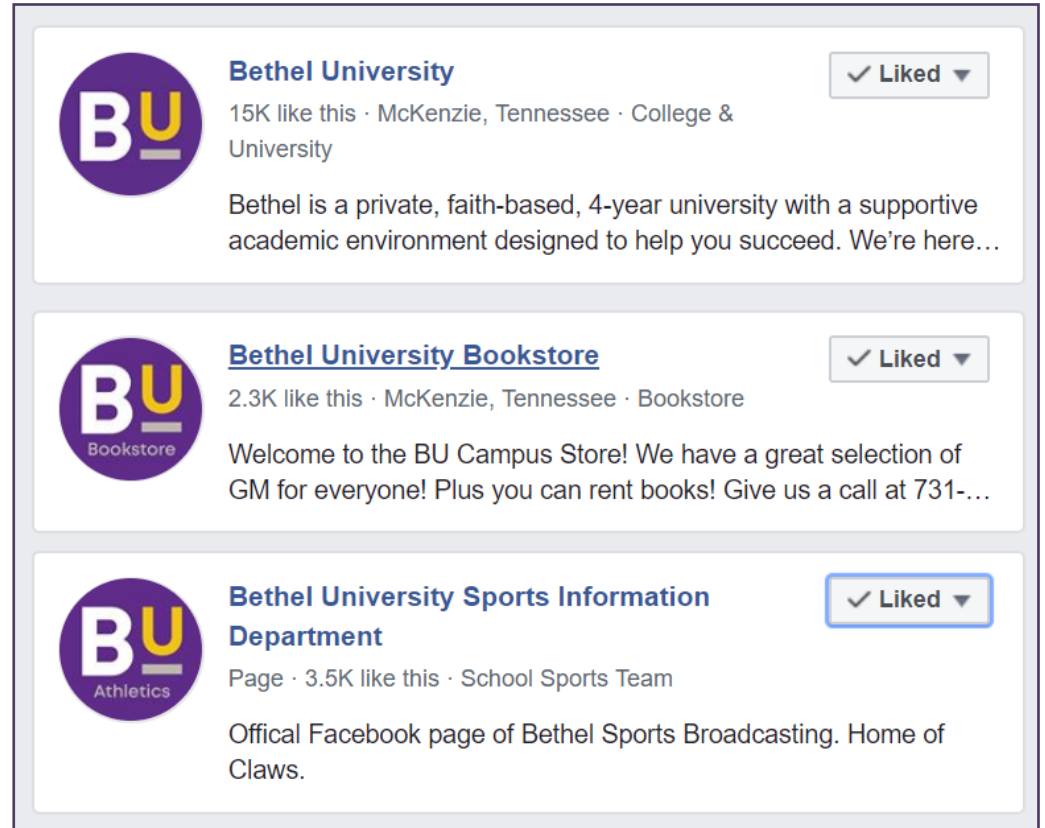 BU
Bethel University
✓ Liked ▼
15K like this · McKenzie, Tennessee · College &
University
Bethel is a private, faith-based, 4-year university with a supportive
academic environment designed to help you succeed. We're here…
BU
Bookstore
Bethel University Bookstore
✓ Liked ▼
2.3K like this · McKenzie, Tennessee · Bookstore
Welcome to the BU Campus Store! We have a great selection of
GM for everyone! Plus you can rent books! Give us a call at 731-…
BU
Athletics
Bethel University Sports Information
Department
✓ Liked ▼
Page · 3.5K like this · School Sports Team
Offical Facebook page of Bethel Sports Broadcasting. Home of
Claws.